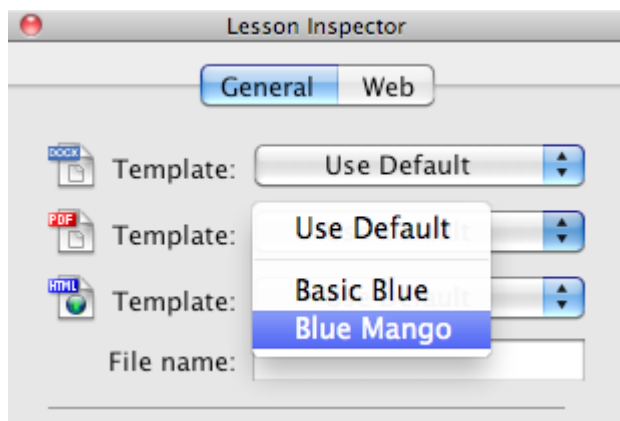 Lesson Inspector
General Web
DOCX Template: Use Default
PDF Template: Use Default
HTML Template: Basic Blue
Blue Mango
File name: